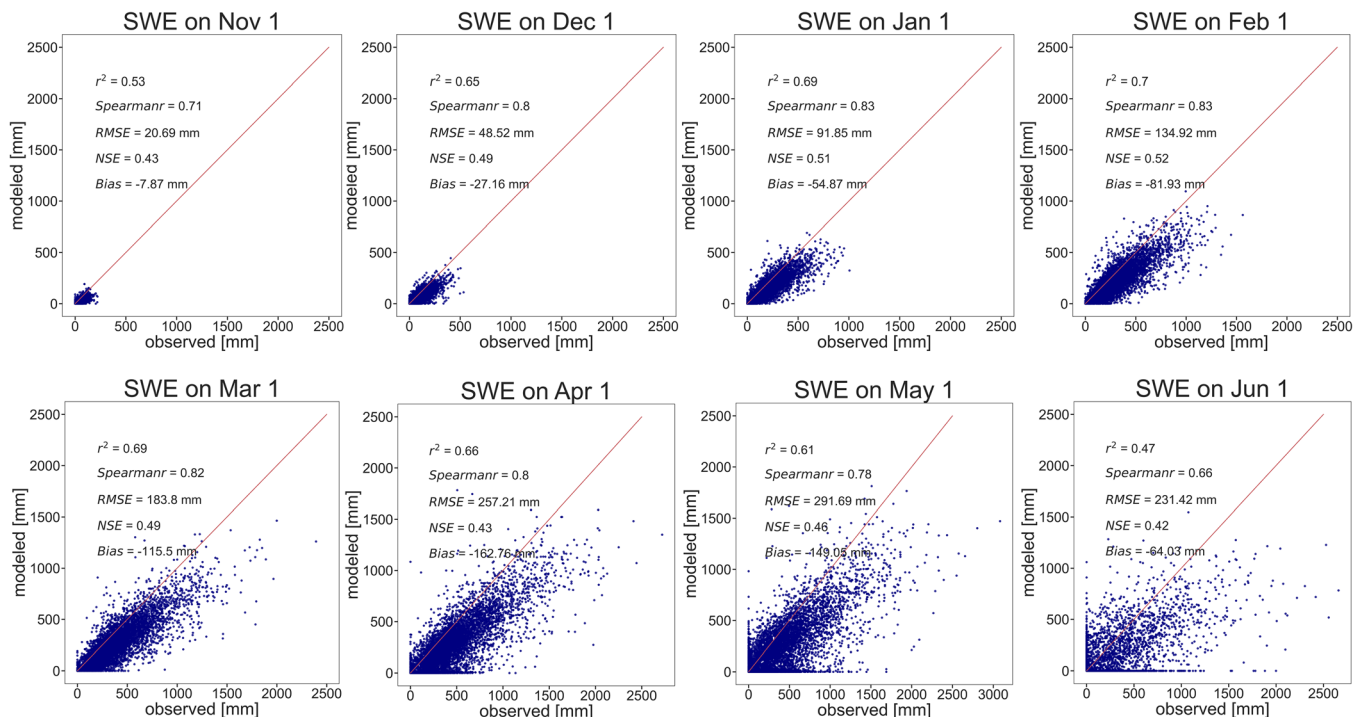 SWE on Nov 1
2500
2000
1500
1000
500
0
modeled [mm]
r² = 0.53
Spearmanr = 0.71
RMSE = 20.69 mm
NSE = 0.43
Bias = -7.87 mm
0 500 1000 1500 2000 2500
observed [mm]
SWE on Dec 1
2500
2000
1500
1000
500
0
modeled [mm]
r² = 0.65
Spearmanr = 0.8
RMSE = 48.52 mm
NSE = 0.49
Bias = -27.16 mm
0 500 1000 1500 2000 2500
observed [mm]
SWE on Jan 1
2500
2000
1500
1000
500
0
modeled [mm]
r² = 0.69
Spearmanr = 0.83
RMSE = 91.85 mm
NSE = 0.51
Bias = -54.87 mm
0 500 1000 1500 2000 2500
observed [mm]
SWE on Feb 1
2500
2000
1500
1000
500
0
modeled [mm]
r² = 0.7
Spearmanr = 0.83
RMSE = 134.92 mm
NSE = 0.52
Bias = -81.93 mm
0 500 1000 1500 2000 2500
observed [mm]
SWE on Mar 1
2500
2000
1500
1000
500
0
modeled [mm]
r² = 0.69
Spearmanr = 0.82
RMSE = 183.8 mm
NSE = 0.49
Bias = -115.5 mm
0 500 1000 1500 2000 2500
observed [mm]
SWE on Apr 1
2500
2000
1500
1000
500
0
modeled [mm]
r² = 0.66
Spearmanr = 0.8
RMSE = 257.21 mm
NSE = 0.43
Bias = -162.76 mm
0 500 1000 1500 2000 2500
observed [mm]
SWE on May 1
2500
2000
1500
1000
500
0
modeled [mm]
r² = 0.61
Spearmanr = 0.78
RMSE = 291.69 mm
NSE = 0.46
Bias = -149.05 mm
0 500 1000 1500 2000 2500 3000
observed [mm]
SWE on Jun 1
2500
2000
1500
1000
500
0
modeled [mm]
r² = 0.47
Spearmanr = 0.66
RMSE = 231.42 mm
NSE = 0.42
Bias = -64.03 mm
0 500 1000 1500 2000 2500
observed [mm]